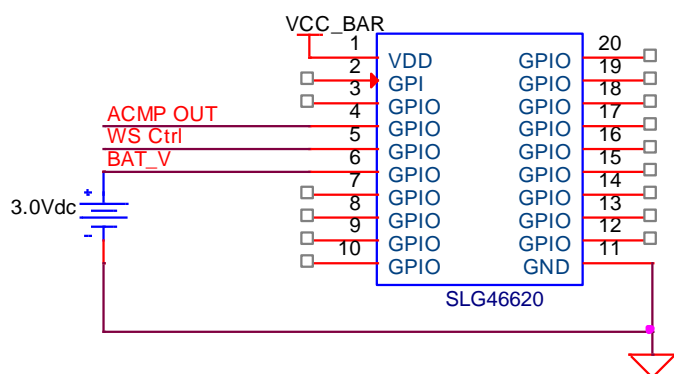 VCC_BAR
1 VDD GPIO 20
2 GPI GPIO 19
3 GPIO GPIO 18
ACMP OUT 4 GPIO GPIO 17
WS Ctrl 5 GPIO GPIO 16
BAT_V 6 GPIO GPIO 15
7 GPIO GPIO 14
8 GPIO GPIO 13
9 GPIO GPIO 12
10 GPIO GND 11
+
3.0Vdc
-
SLG46620